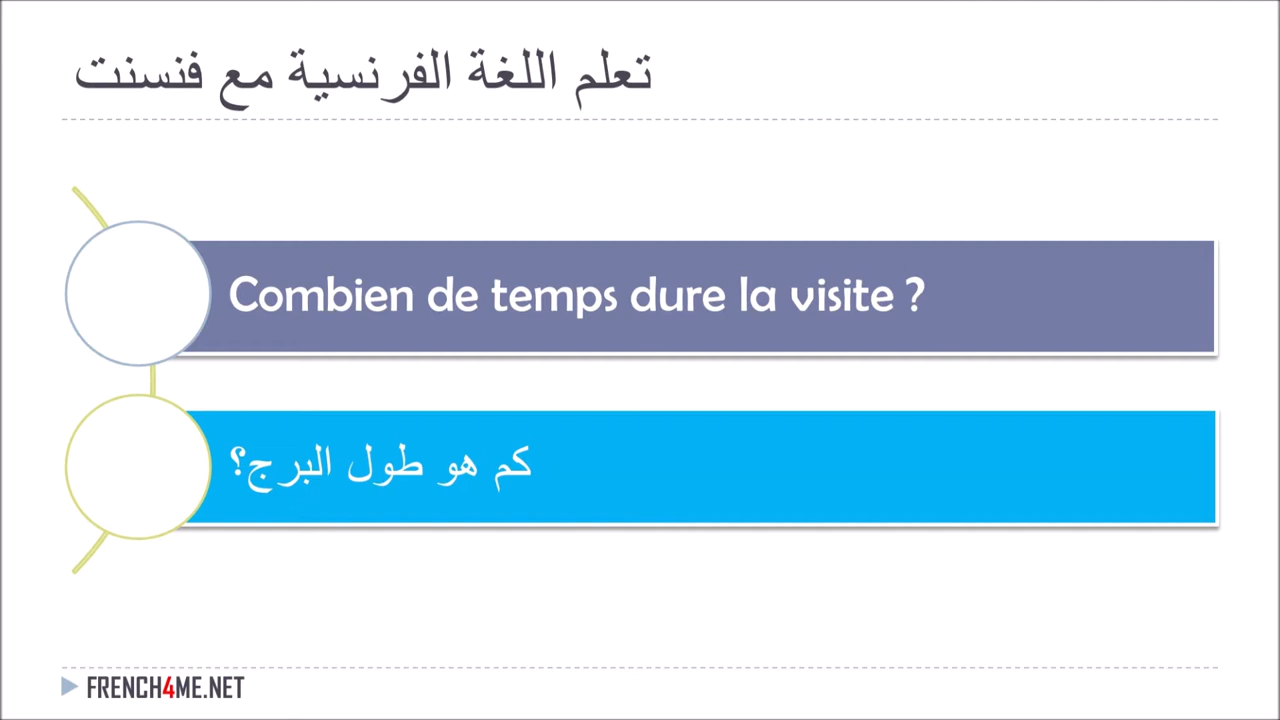 تعلم اللغة الفرنسية مع فنسنت
Combien de temps dure la visite ?
كم هو طول البرج؟
FRENCH4ME.NET